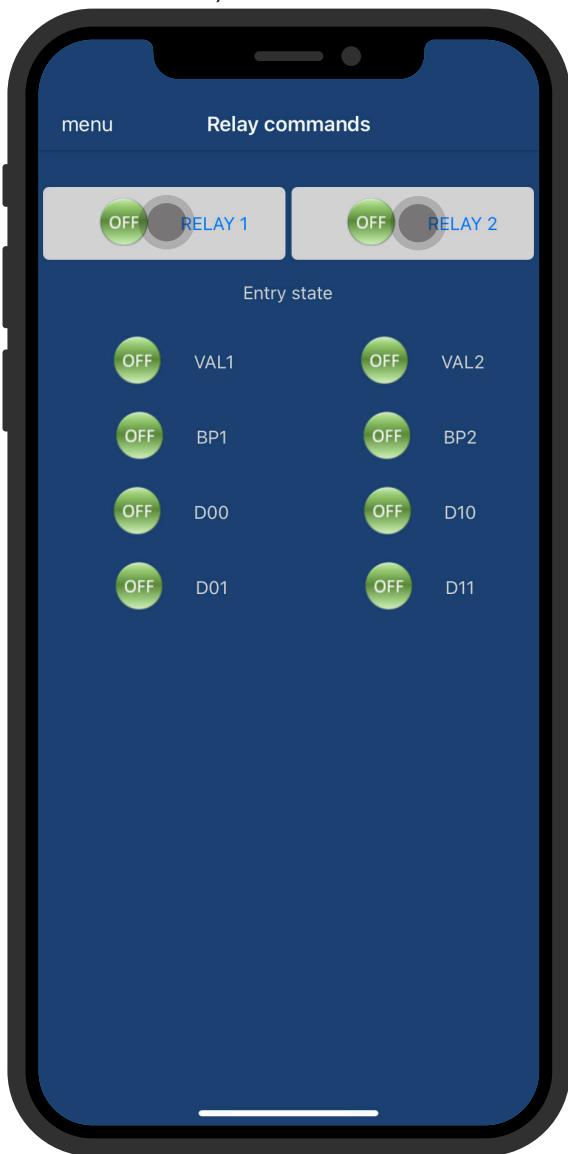 menu Relay commands
OFF RELAY 1 OFF RELAY 2
Entry state
OFF VAL1 OFF VAL2
OFF BP1 OFF BP2
OFF D00 OFF D10
OFF D01 OFF D11